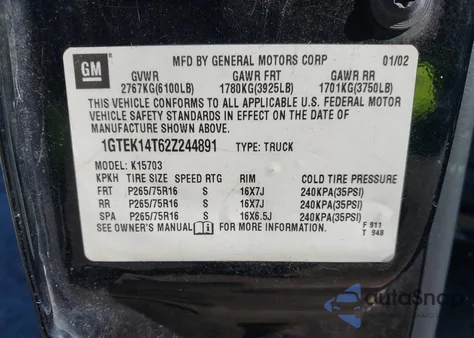 GM
MFD BY GENERAL MOTORS CORP 01/02
GVWR GAWR FRT GAWR RR
2767KG(6100LB) 1780KG(3925LB) 1701KG(3750LB)
THIS VEHICLE CONFORMS TO ALL APPLICABLE U.S. FEDERAL MOTOR
VEHICLE SAFETY STANDARDS IN EFFECT ON THE DATE OF
MANUFACTURE SHOWN ABOVE.
1GTEK14T62Z244891 TYPE: TRUCK
MODEL: K15703
KPKH TIRE SIZE SPEED RTG RIM COLD TIRE PRESSURE
FRT P265/75R16 S 16X7J 240KPA(35PSI)
RR P265/75R16 S 16X7J 240KPA(35PSI)
SPA P265/75R16 S 16X6.5J 240KPA(35PSI)
SEE OWNER'S MANUAL FOR MORE INFORMATION. F 911
T 948
autoSnap